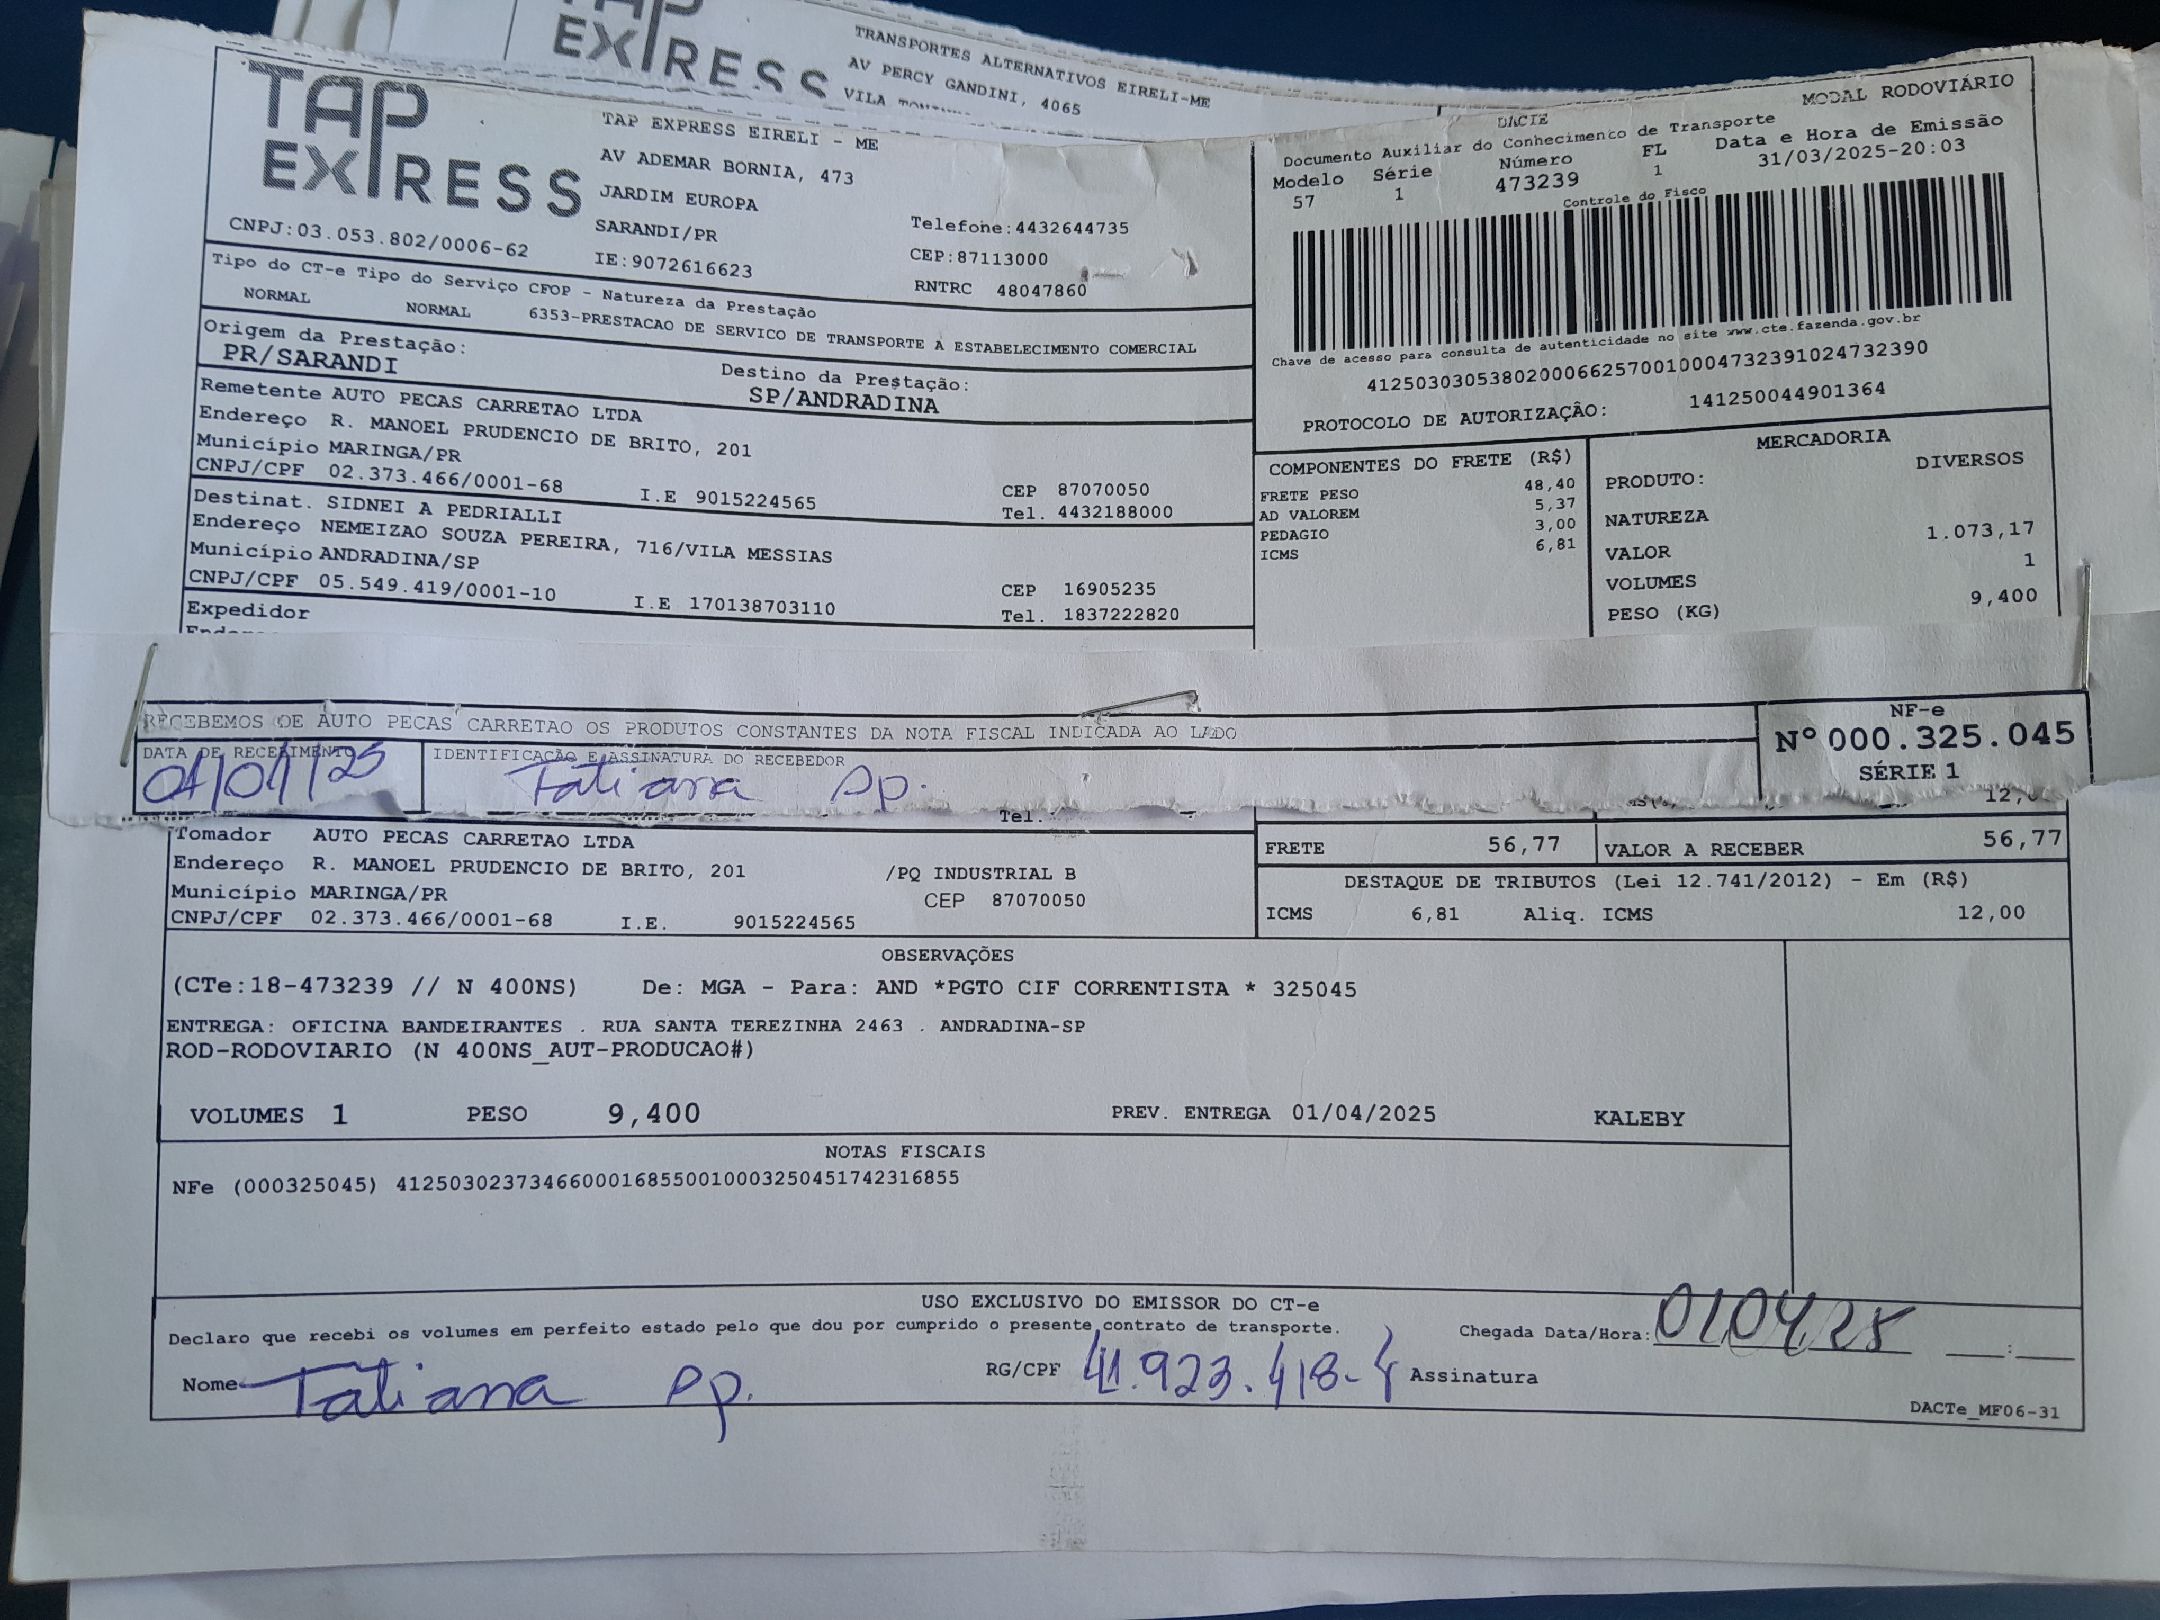 TAP
EXPRESS
TRANSPORTES ALTERNATIVOS EIRELI-ME
AV PERCY GANDINI, 4065
VILA
TAP
EXPRESS
CNPJ:03.053.802/0006-62
TAP EXPRESS EIRELI - ME
AV ADEMAR BORNIA, 473
JARDIM EUROPA
SARANDI/PR
IE:9072616623
Telefone:4432644735
CEP:87113000
RNTRC 48047860
DACTE
MODAL RODOVIÁRIO
Documento Auxiliar do Conhecimento de Transporte
Modelo Série Número FL Data e Hora de Emissão
57 1 473239 1 31/03/2025-20:03
Controle do Fisco
Chave de acesso para consulta de autenticidade no site www.cte.fazenda.gov.br
41250303053802000662570010004732391024732390
PROTOCOLO DE AUTORIZAÇÃO: 141250044901364
Tipo do CT-e Tipo do Serviço CFOP - Natureza da Prestação
NORMAL NORMAL 6353-PRESTACAO DE SERVICO DE TRANSPORTE A ESTABELECIMENTO COMERCIAL
Origem da Prestação: Destino da Prestação:
PR/SARANDI SP/ANDRADINA
Remetente AUTO PECAS CARRETAO LTDA
Endereço R. MANOEL PRUDENCIO DE BRITO, 201
Município MARINGA/PR CEP 87070050
CNPJ/CPF 02.373.466/0001-68 I.E 9015224565 Tel. 4432188000
Destinat. SIDNEI A PEDRIALLI
Endereço NEMEIZAO SOUZA PEREIRA, 716/VILA MESSIAS
Município ANDRADINA/SP CEP 16905235
CNPJ/CPF 05.549.419/0001-10 I.E 170138703110 Tel. 1837222820
Expedidor
COMPONENTES DO FRETE (R$)
FRETE PESO 48,40
AD VALOREM 5,37
PEDAGIO 3,00
ICMS 6,81
MERCADORIA
PRODUTO: DIVERSOS
NATUREZA
VALOR 1.073,17
VOLUMES 1
PESO (KG) 9,400
RECEBEMOS DE AUTO PECAS CARRETAO OS PRODUTOS CONSTANTES DA NOTA FISCAL INDICADA AO LADO
DATA DE RECEBIMENTO IDENTIFICAÇÃO E ASSINATURA DO RECEBEDOR
01/04/25 Tatiana Pp.
NF-e
Nº 000.325.045
SÉRIE 1
Tel.
Tomador AUTO PECAS CARRETAO LTDA
Endereço R. MANOEL PRUDENCIO DE BRITO, 201 /PQ INDUSTRIAL B
Município MARINGA/PR CEP 87070050
CNPJ/CPF 02.373.466/0001-68 I.E. 9015224565
FRETE 56,77 VALOR A RECEBER 56,77
DESTAQUE DE TRIBUTOS (Lei 12.741/2012) - Em (R$)
ICMS 6,81 Aliq. ICMS 12,00
OBSERVAÇÕES
(CTe:18-473239 // N 400NS) De: MGA - Para: AND *PGTO CIF CORRENTISTA * 325045
ENTREGA: OFICINA BANDEIRANTES . RUA SANTA TEREZINHA 2463 . ANDRADINA-SP
ROD-RODOVIARIO (N 400NS_AUT-PRODUCAO#)
VOLUMES 1 PESO 9,400 PREV. ENTREGA 01/04/2025 KALEBY
NOTAS FISCAIS
NFe (000325045) 41250302373466000168550010003250451742316855
USO EXCLUSIVO DO EMISSOR DO CT-e
Declaro que recebi os volumes em perfeito estado pelo que dou por cumprido o presente contrato de transporte. Chegada Data/Hora: 01 04 25 :
Nome Tatiana Pp. RG/CPF 41.923.418-4 Assinatura
DACTe_MF06-31